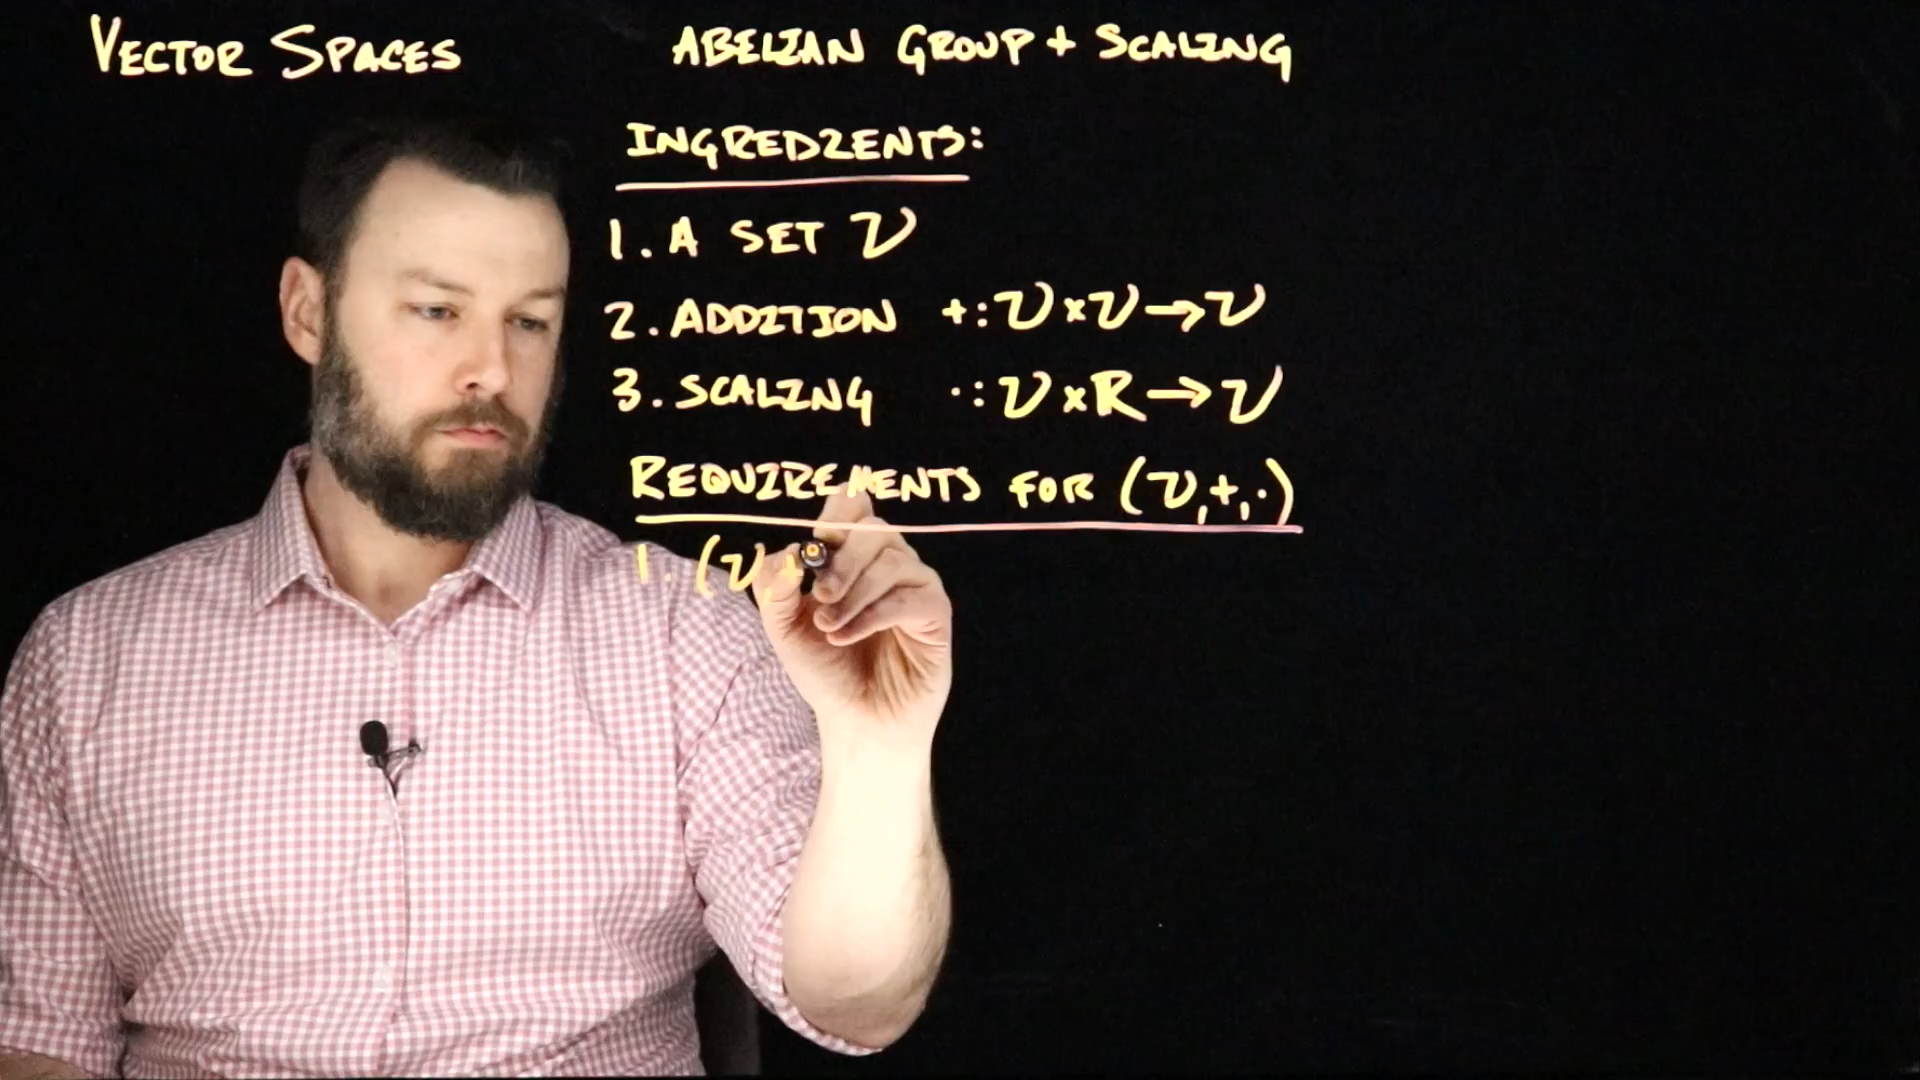 VECTOR SPACES
ABELIAN GROUP + SCALING
INGREDIENTS:
1. A SET V
2. ADDITION +: V × V → V
3. SCALING ·: V × R → V
REQUIREMENTS FOR (V, +, ·)
1. (V, +